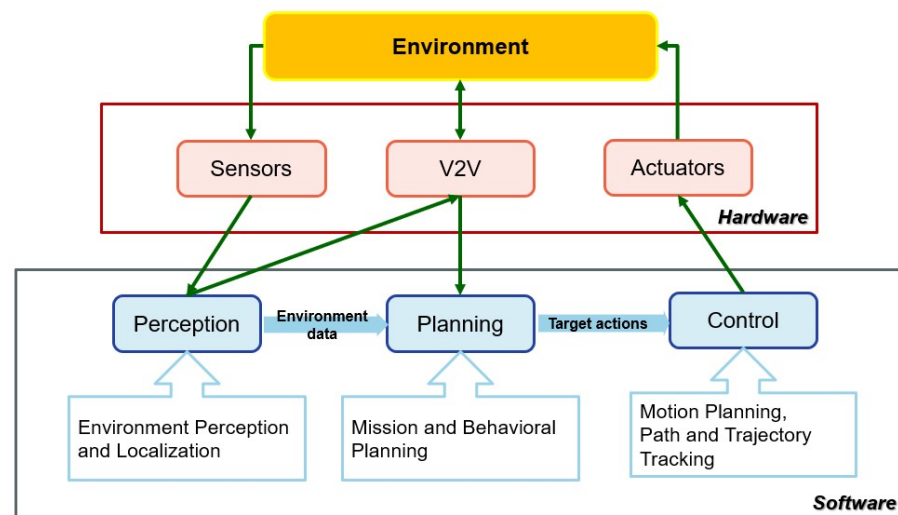 Environment
Sensors
V2V
Actuators
Hardware
Perception
Environment
data
Planning
Target actions
Control
Environment Perception
and Localization
Mission and Behavioral
Planning
Motion Planning,
Path and Trajectory
Tracking
Software